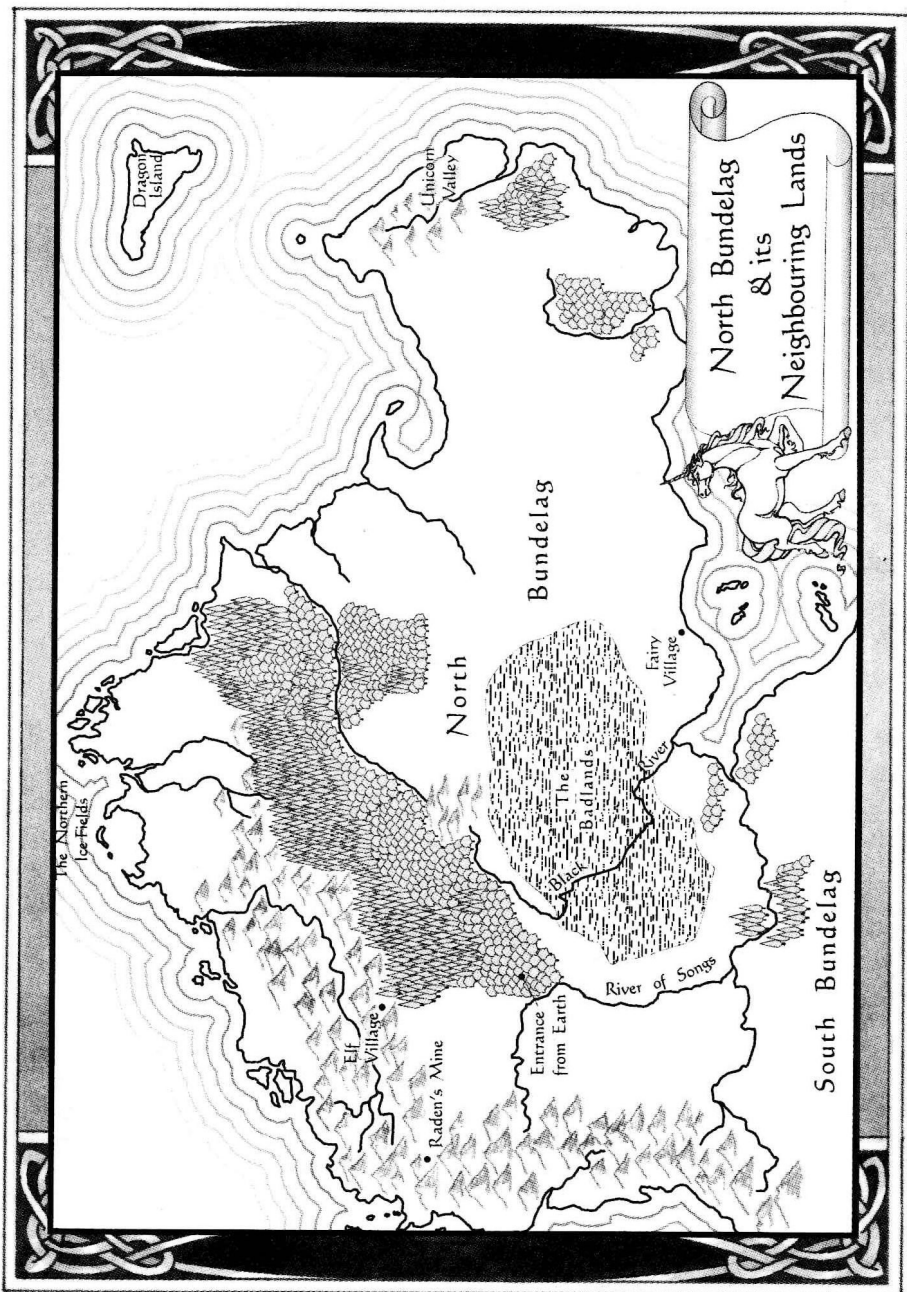 Dragon
Island
Unicorn
Valley
The Northern
Ice Fields
North
Bundelag
Elf
Village
Raden's Mine
Entrance
from Earth
The
Badlands
Black
River
Fairy
Village
River of Songs
South Bundelag
North Bundelag
& its
Neighbouring Lands